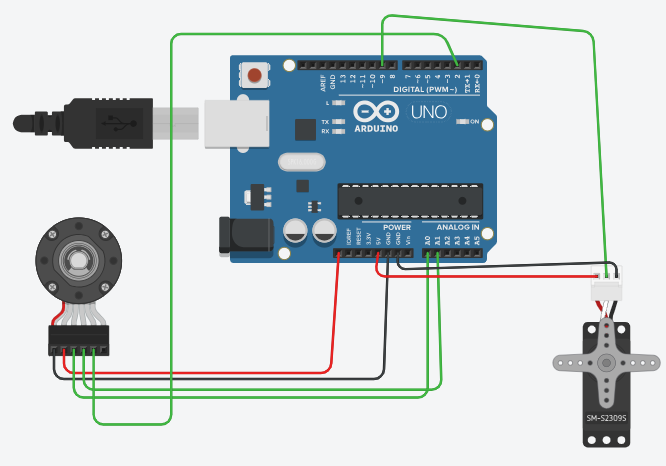 AREF
GND
13
12
~11
~10
~9
8
7
~6
~5
4
~3
2
TX→1
RX←0
DIGITAL (PWM~)
L
TX
RX
ARDUINO
UNO
ON
POWER
ANALOG IN
IOREF
RESET
3.3V
5V
GND
GND
Vin
A0
A1
A2
A3
A4
A5
SM-S2309S